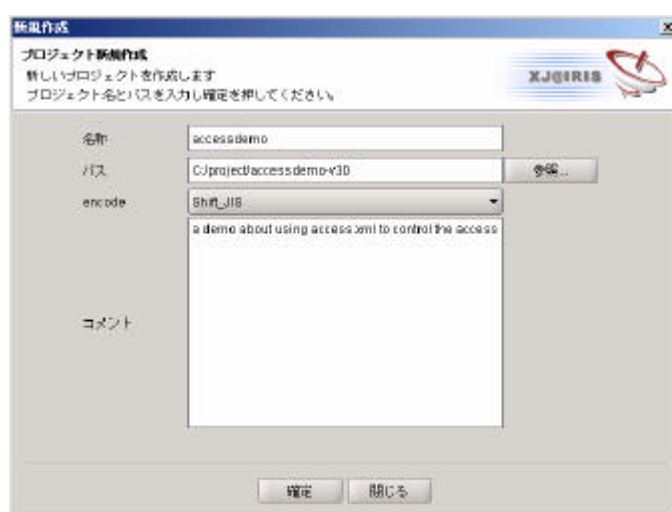 新規作成
プロジェクト新規作成
新しいプロジェクトを作成します
プロジェクト名とパスを入力し確定を押してください。
XJ@IRIS
名称
accessdemo
パス
C:\project\accessdemo-v30
参照...
encode
Shift_JIS
a demo about using access.xml to control the access
コメント
確定
閉じる